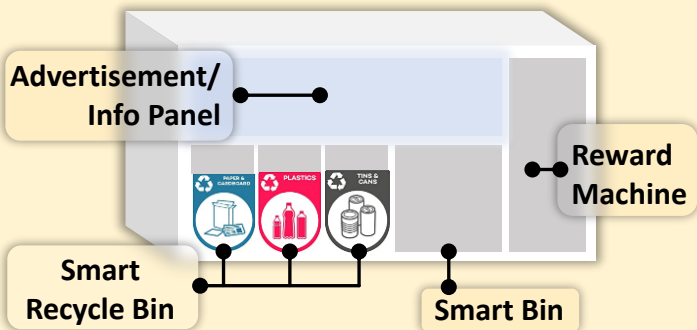 Advertisement/
Info Panel
PAPER &
CARDBOARD
PLASTICS
TINS &
CANS
Reward
Machine
Smart
Recycle Bin
Smart Bin